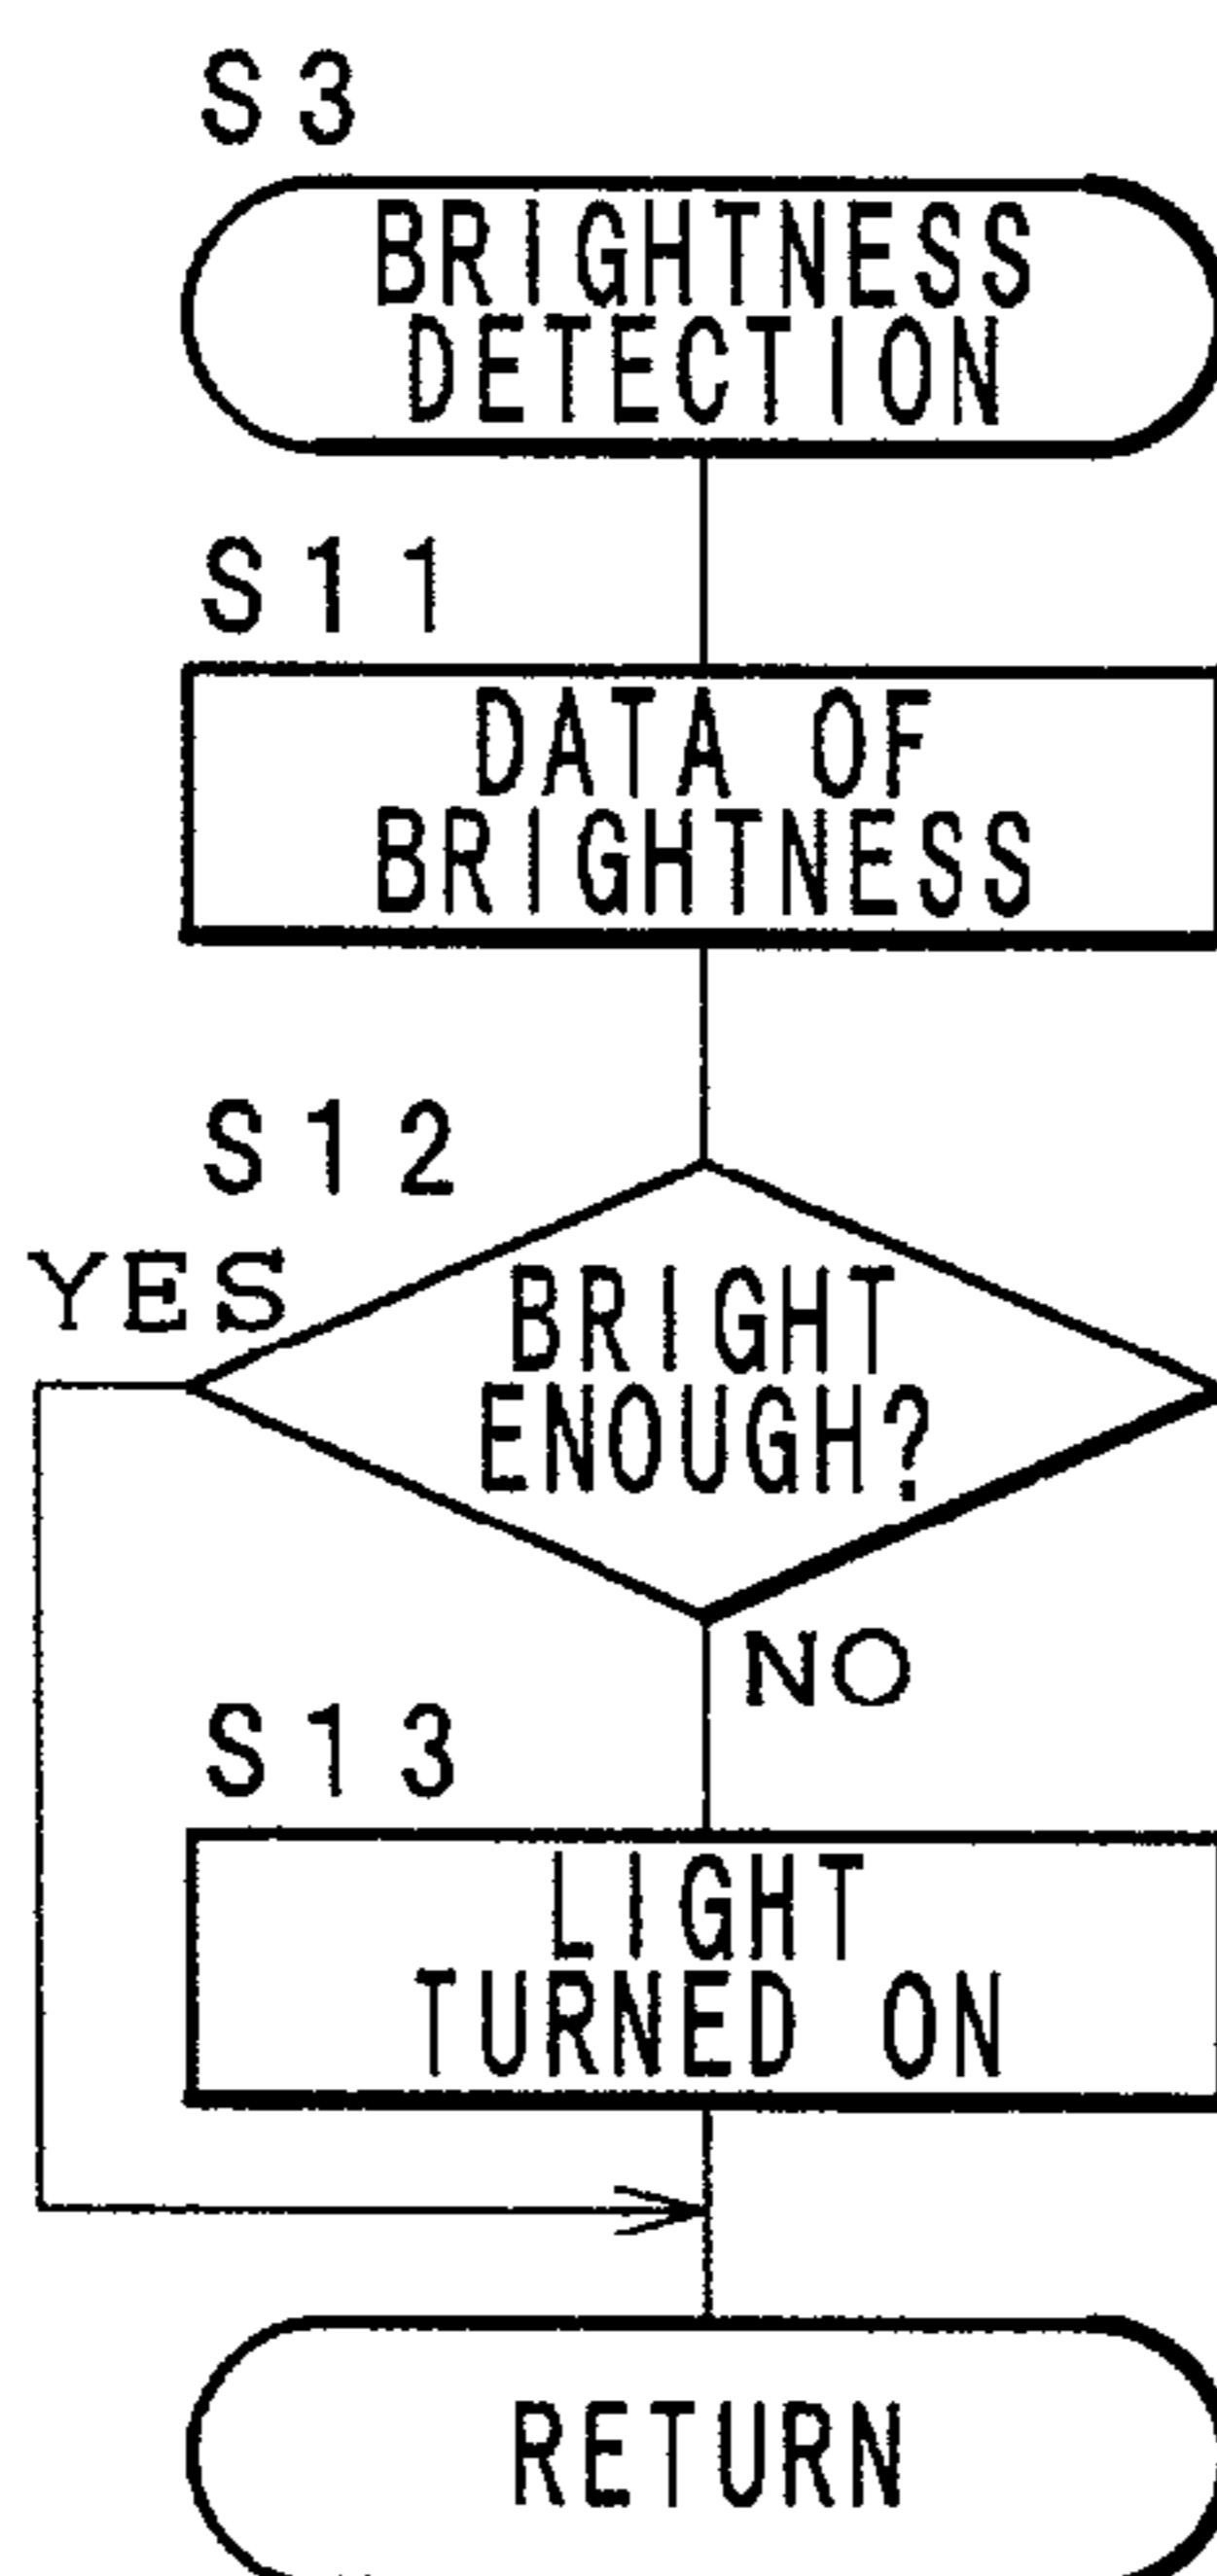 S3
BRIGHTNESS
DETECTION
S11
DATA OF
BRIGHTNESS
S12
YES
BRIGHT
ENOUGH?
NO
S13
LIGHT
TURNED ON
RETURN